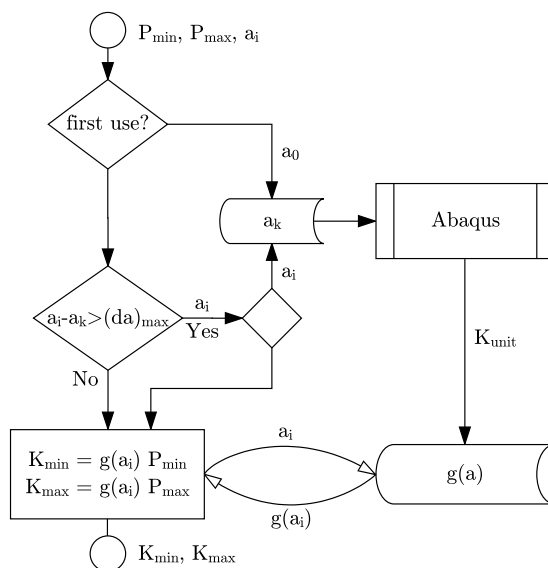 P_min, P_max, a_i
first use?
a_0
a_k
Abaqus
a_i
a_i-a_k>(da)_max
a_i
Yes
K_unit
No
a_i
K_min = g(a_i) P_min
K_max = g(a_i) P_max
g(a)
g(a_i)
K_min, K_max